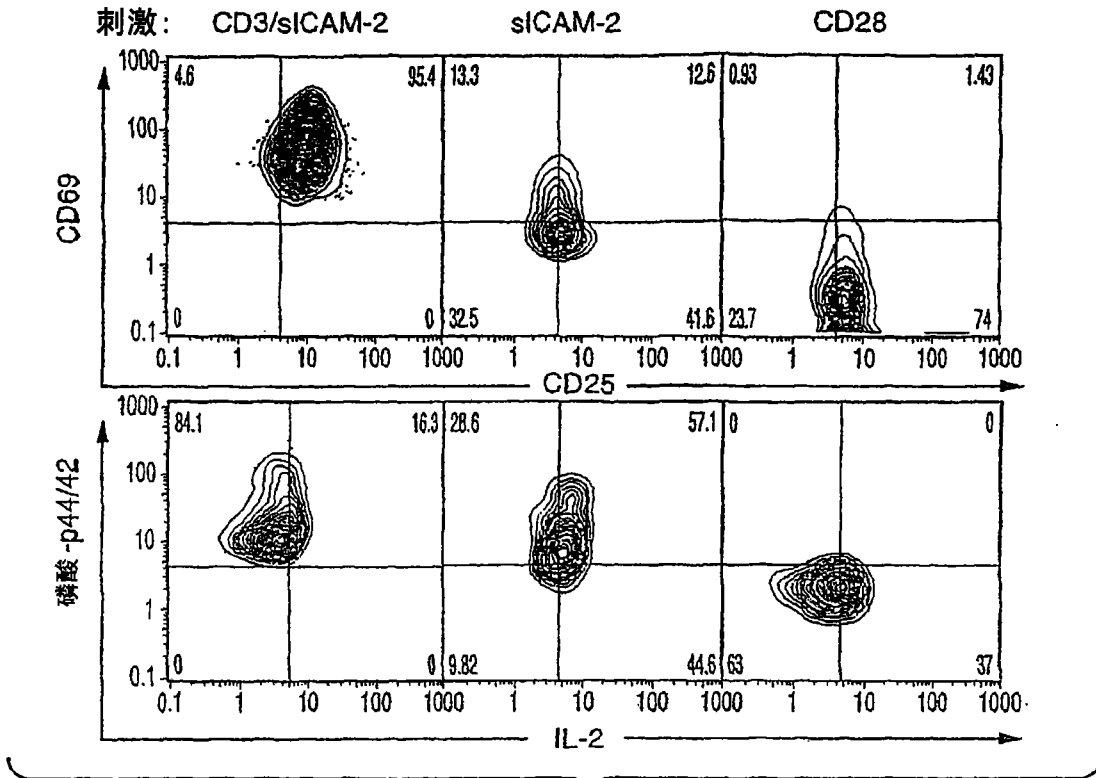 刺激: CD3/sICAM-2 sICAM-2 CD28
1000 4.6 95.4 13.3 12.6 0.93 1.43
100
10
1
0.1 0 0 32.5 41.6 23.7 74
CD69
0.1 1 10 100 1000 1 10 100 1000 1 10 100 1000
CD25
1000 84.1 16.3 28.6 57.1 0 0
100
10
1
0.1 0 0 9.82 44.6 63 37
磷酸-p44/42
0.1 1 10 100 1000 1 10 100 1000 1 10 100 1000
IL-2